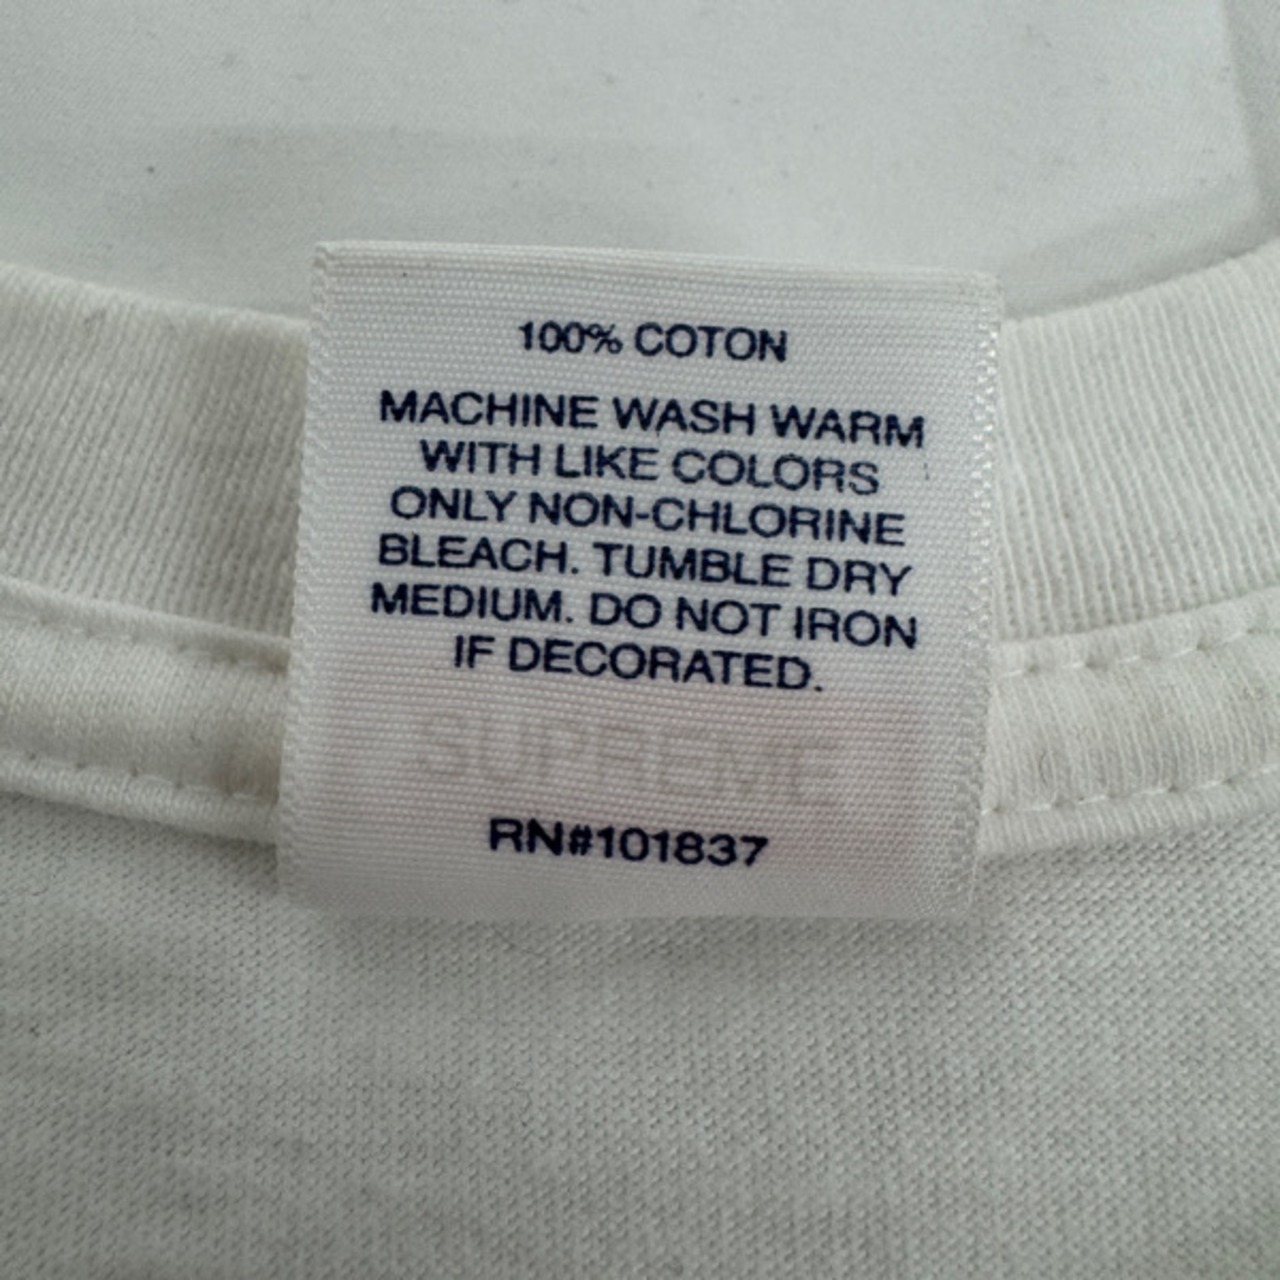 100% COTON
MACHINE WASH WARM
WITH LIKE COLORS
ONLY NON-CHLORINE
BLEACH. TUMBLE DRY
MEDIUM. DO NOT IRON
IF DECORATED.
SUPREME
RN#101837